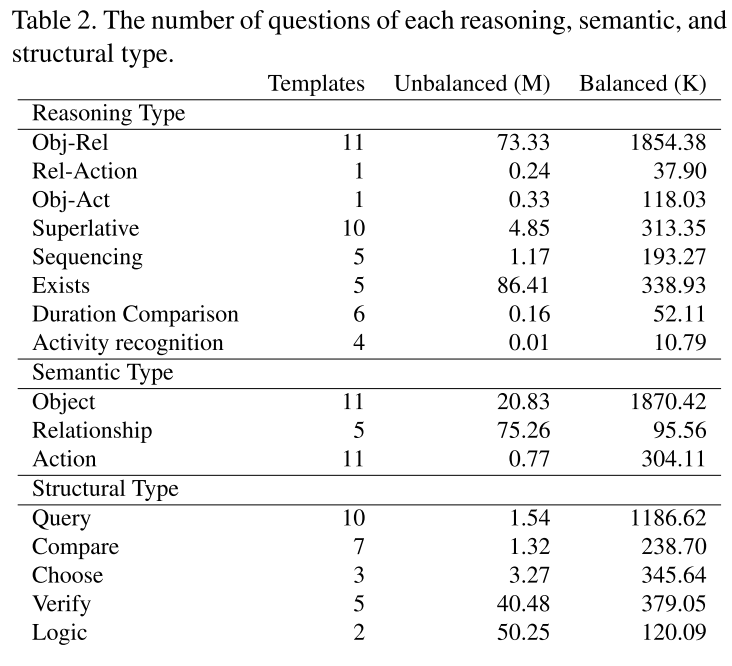 Table 2. The number of questions of each reasoning, semantic, and
structural type.
Templates Unbalanced (M) Balanced (K)
Reasoning Type
Obj-Rel 11 73.33 1854.38
Rel-Action 1 0.24 37.90
Obj-Act 1 0.33 118.03
Superlative 10 4.85 313.35
Sequencing 5 1.17 193.27
Exists 5 86.41 338.93
Duration Comparison 6 0.16 52.11
Activity recognition 4 0.01 10.79
Semantic Type
Object 11 20.83 1870.42
Relationship 5 75.26 95.56
Action 11 0.77 304.11
Structural Type
Query 10 1.54 1186.62
Compare 7 1.32 238.70
Choose 3 3.27 345.64
Verify 5 40.48 379.05
Logic 2 50.25 120.09